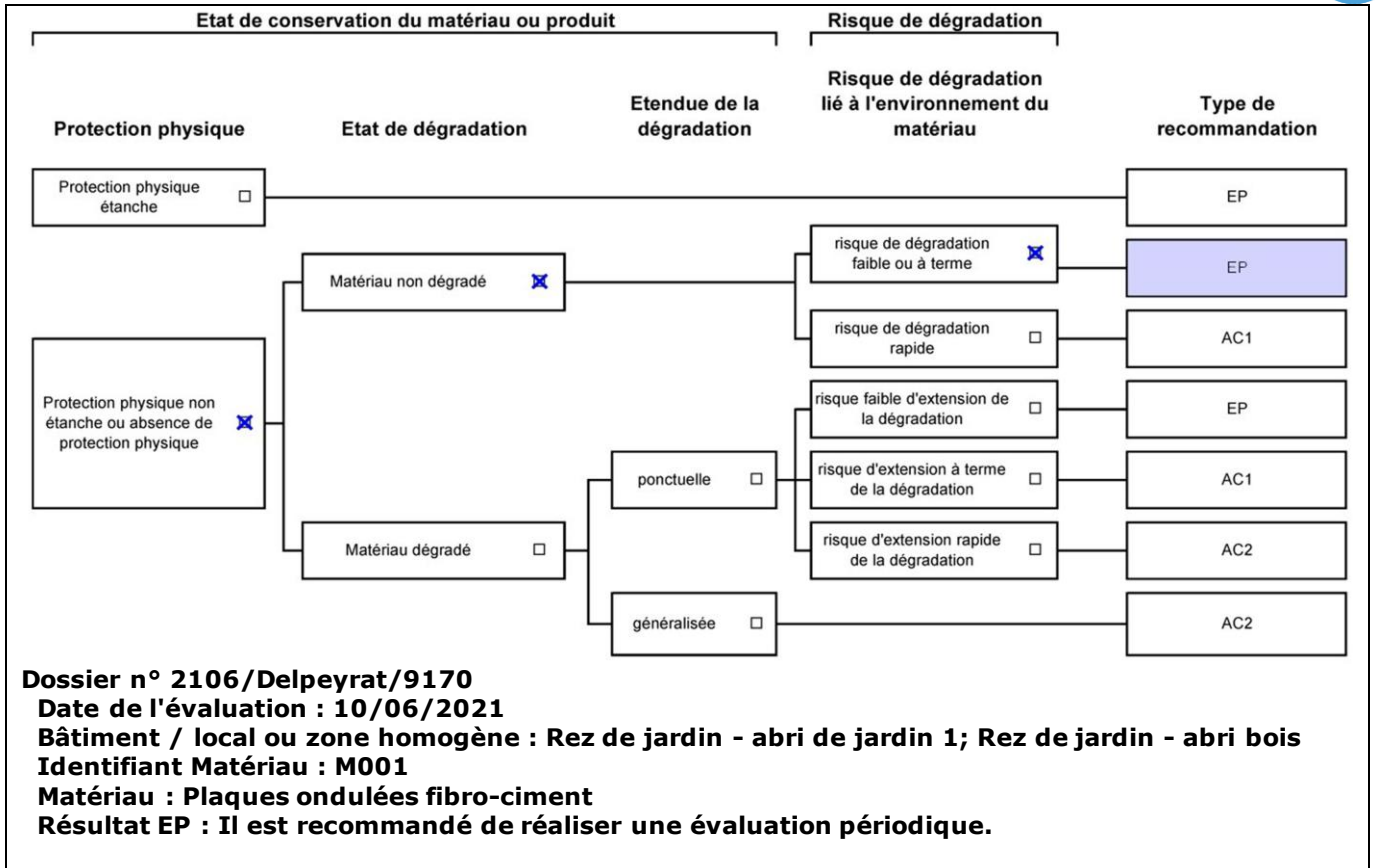 Etat de conservation du matériau ou produit
Risque de dégradation
Protection physique
Etat de dégradation
Etendue de la
dégradation
Risque de dégradation
lié à l'environnement du
matériau
Type de
recommandation
Protection physique
étanche
EP
risque de dégradation
faible ou à terme
EP
Matériau non dégradé
risque de dégradation
rapide
AC1
Protection physique non
étanche ou absence de
protection physique
risque faible d'extension de
la dégradation
EP
ponctuelle
risque d'extension à terme
de la dégradation
AC1
Matériau dégradé
risque d'extension rapide
de la dégradation
AC2
généralisée
AC2
Dossier n° 2106/Delpeyrat/9170
Date de l'évaluation : 10/06/2021
Bâtiment / local ou zone homogène : Rez de jardin - abri de jardin 1; Rez de jardin - abri bois
Identifiant Matériau : M001
Matériau : Plaques ondulées fibro-ciment
Résultat EP : Il est recommandé de réaliser une évaluation périodique.